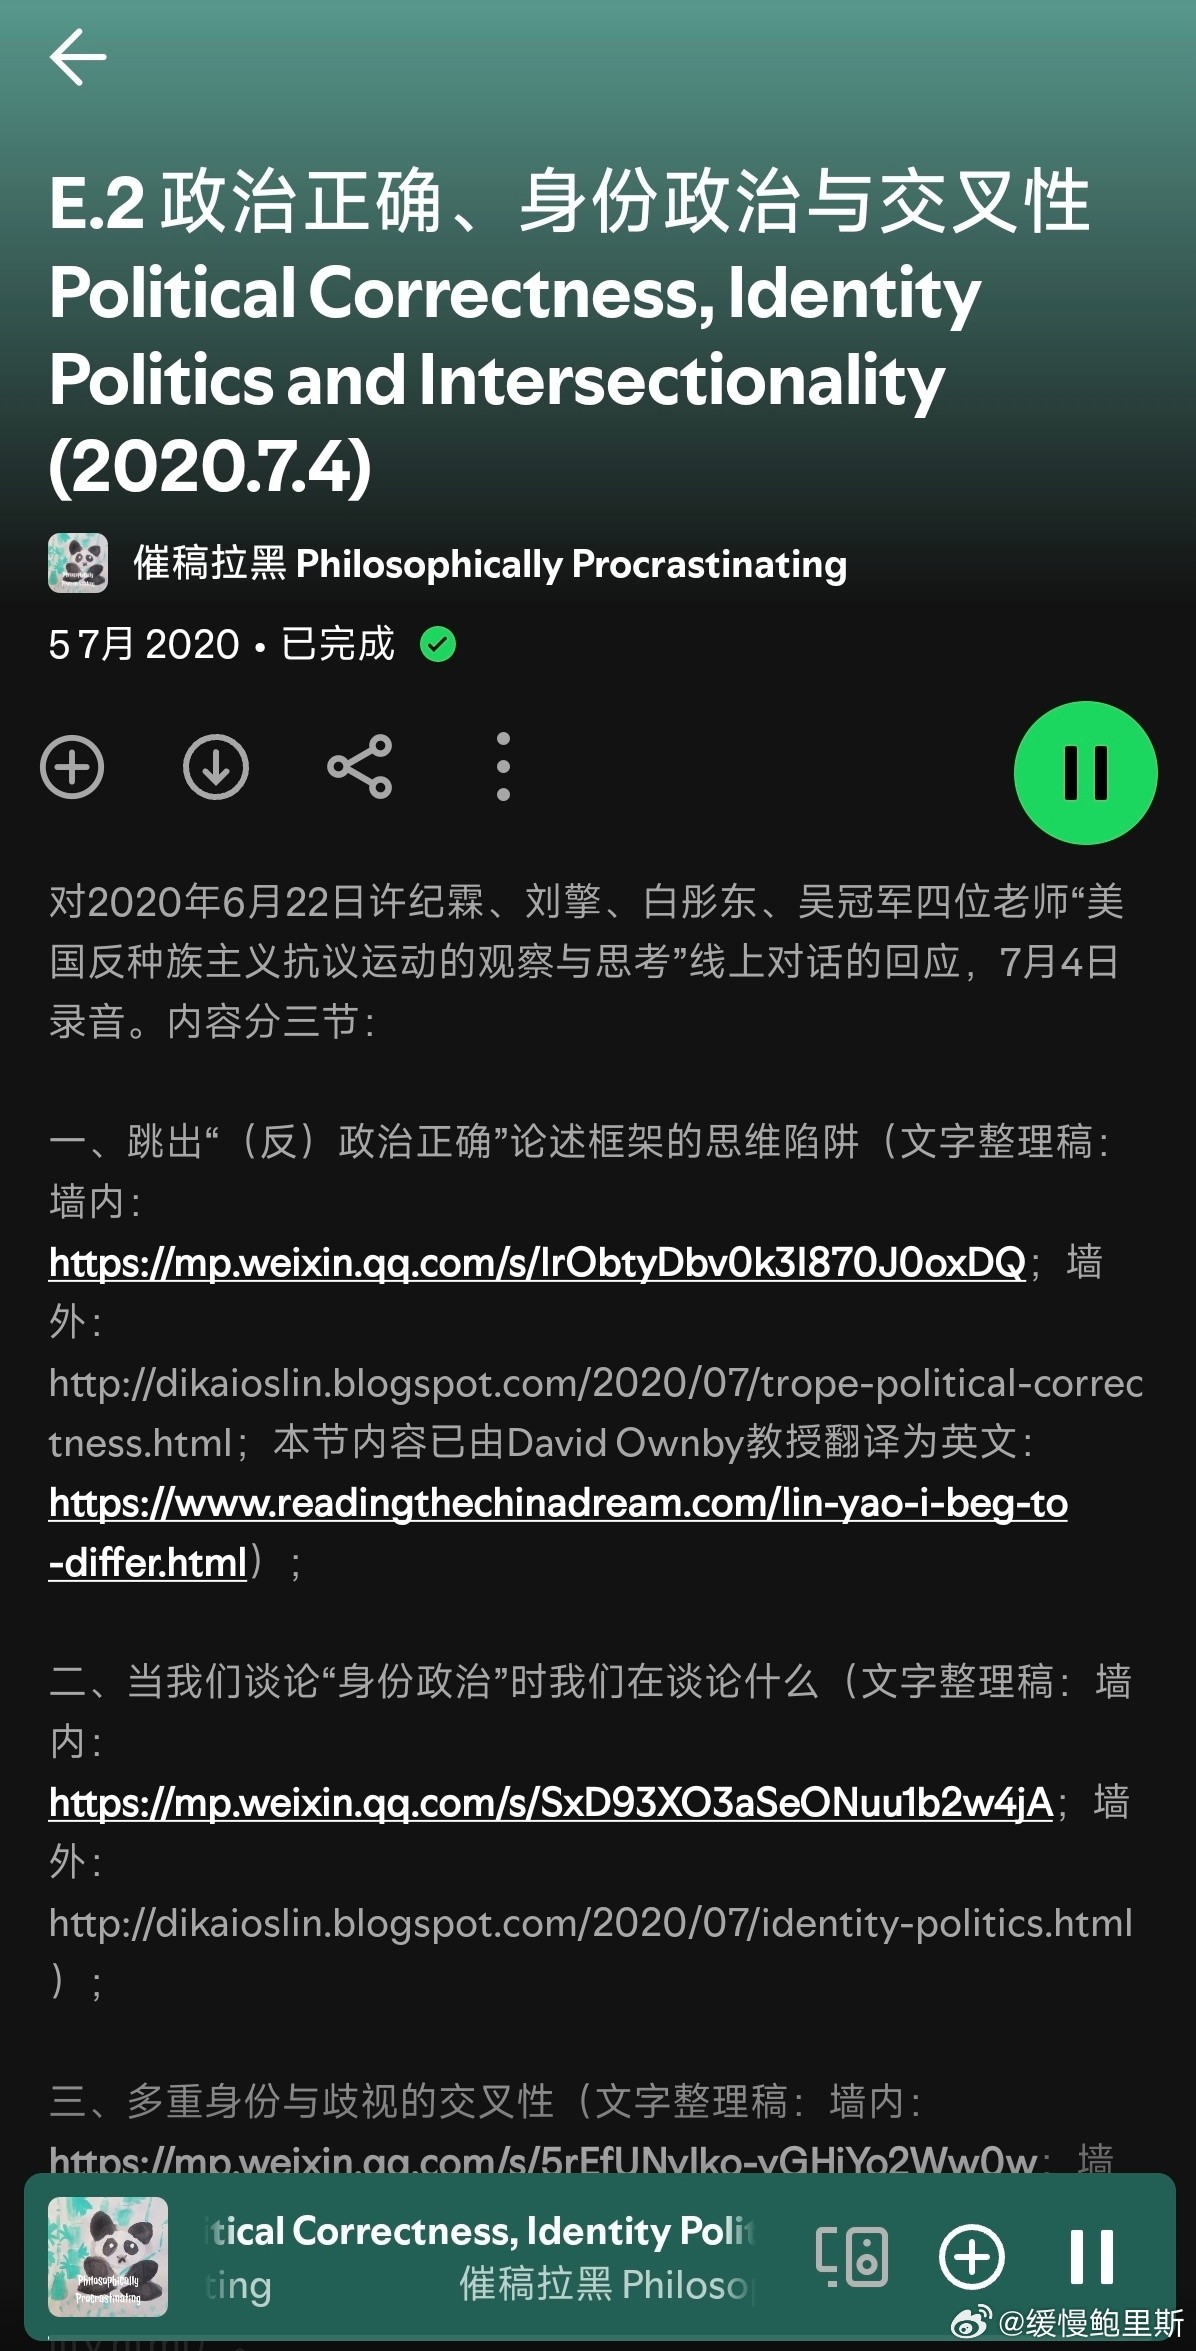 E.2 政治正确、身份政治与交叉性
Political Correctness, Identity
Politics and Intersectionality
(2020.7.4)
催稿拉黑 Philosophically Procrastinating
5 7月 2020 • 已完成
对2020年6月22日许纪霖、刘擎、白彤东、吴冠军四位老师“美
国反种族主义抗议运动的观察与思考”线上对话的回应，7月4日
录音。内容分三节：
一、跳出“（反）政治正确”论述框架的思维陷阱（文字整理稿：
墙内：
https://mp.weixin.qq.com/s/IrObtyDbv0k3I870J0oxDQ；墙
外：
http://dikaioslin.blogspot.com/2020/07/trope-political-correc
tness.html；本节内容已由David Ownby教授翻译为英文：
https://www.readingthechinadream.com/lin-yao-i-beg-to
-differ.html）；
二、当我们谈论“身份政治”时我们在谈论什么（文字整理稿：墙
内：
https://mp.weixin.qq.com/s/SxD93XO3aSeONuu1b2w4jA；墙
外：
http://dikaioslin.blogspot.com/2020/07/identity-politics.html
）；
三、多重身份与歧视的交叉性（文字整理稿：墙内：
https://mp.weixin.qq.com/s/5rEfUNvIko-vGHiYo2Ww0w；墙
Philosophically
Procrastinating
tical Correctness, Identity Polit
ting 催稿拉黑 Philosop
@缓慢鲍里斯